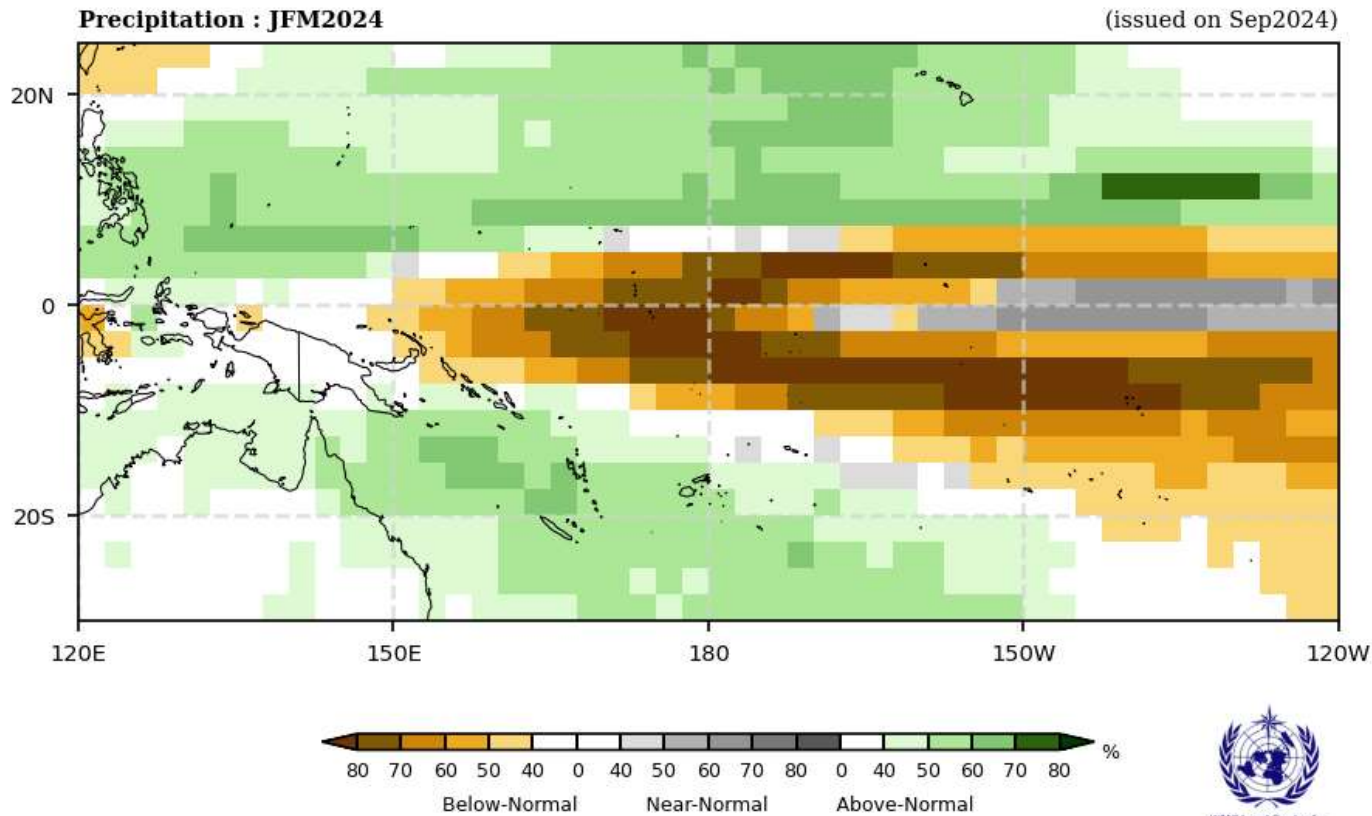 Precipitation : JFM2024
(issued on Sep2024)
20N
0
20S
120E 150E 180 150W 120W
%
80 70 60 50 40 0 40 50 60 70 80 0 40 50 60 70 80
Below-Normal Near-Normal Above-Normal